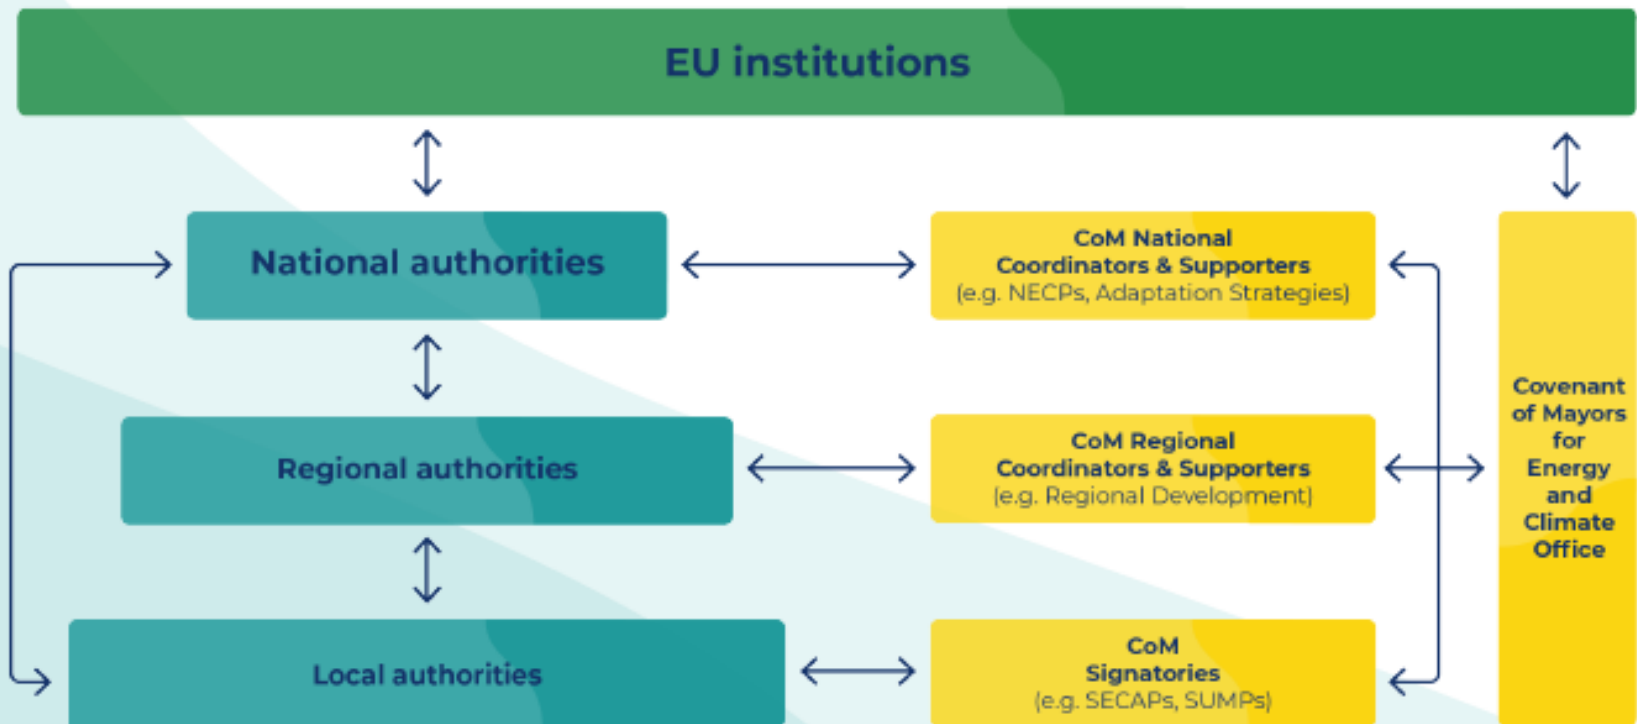 EU institutions
National authorities
CoM National
Coordinators & Supporters
(e.g. NECPs, Adaptation Strategies)
Regional authorities
CoM Regional
Coordinators & Supporters
(e.g. Regional Development)
Local authorities
CoM
Signatories
(e.g. SECAPs, SUMPs)
Covenant
of Mayors
for
Energy
and
Climate
Office